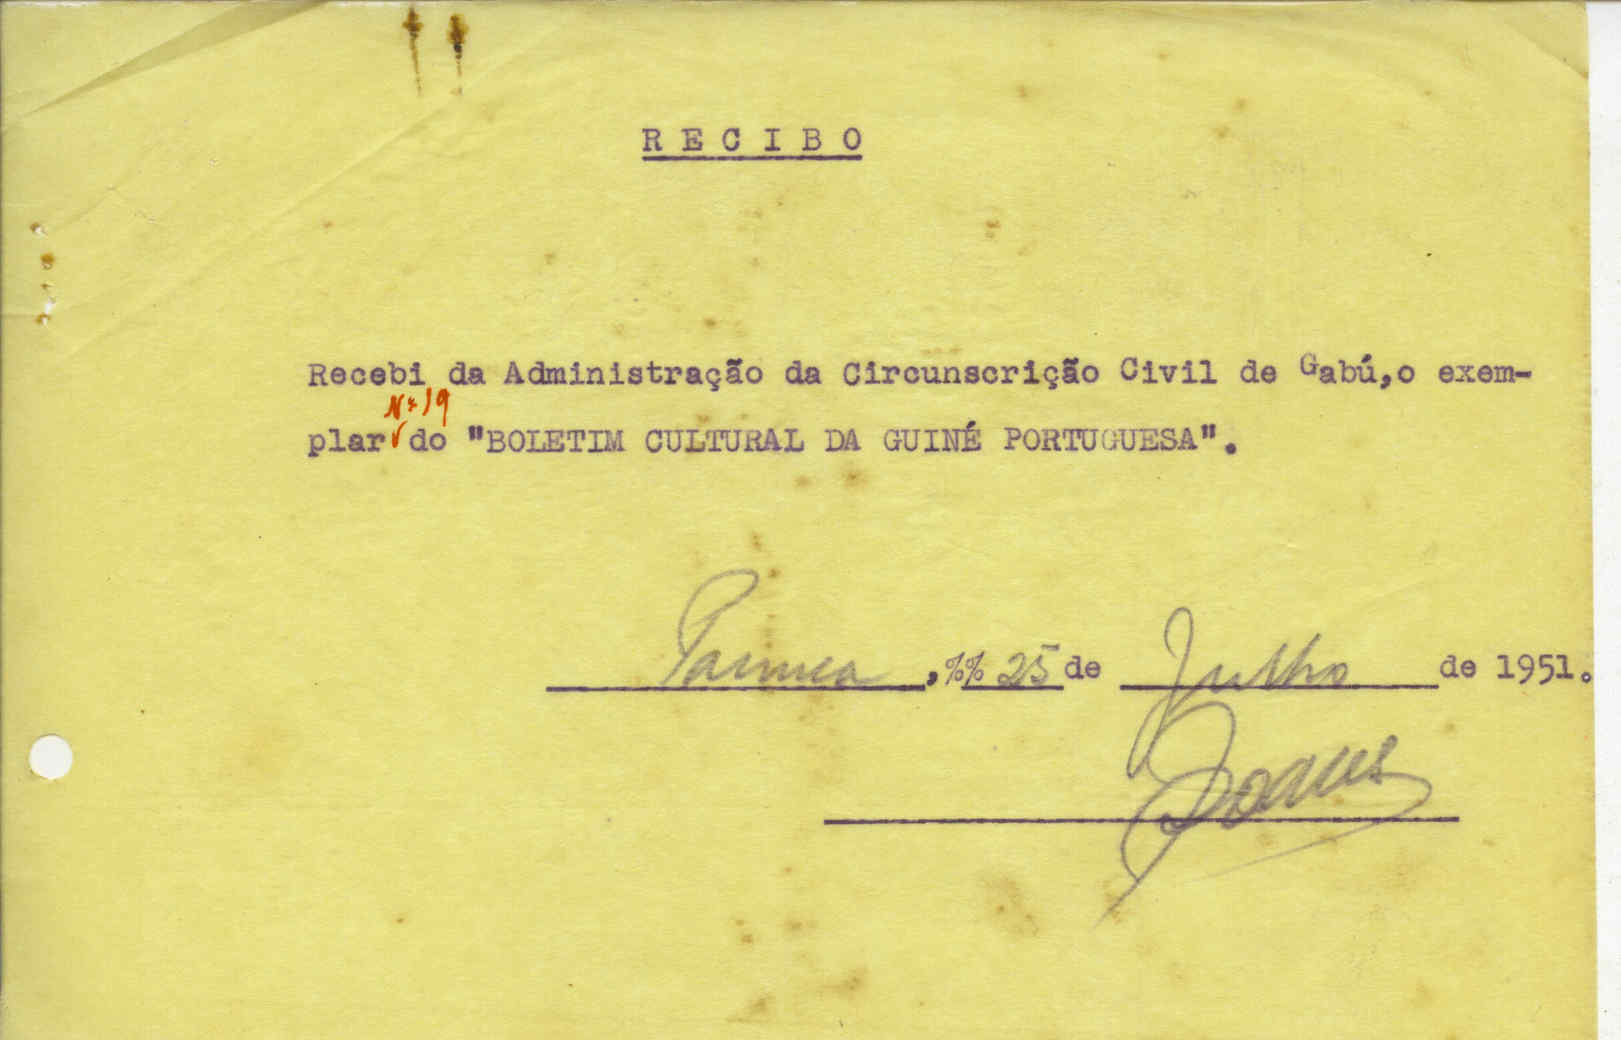 RECIBO
Recebi da Administração da Circunscrição Civil de Gabú,o exem-
Nº 19
plar do "BOLETIM CULTURAL DA GUINÉ PORTUGUESA".
,%% 25 de Julho de 1951.